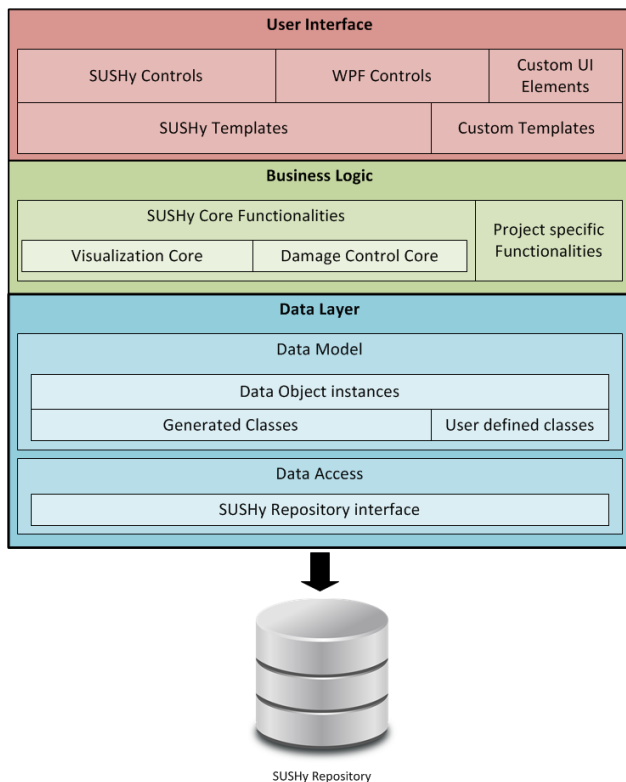 User Interface
SUSHy Controls
WPF Controls
Custom UI
Elements
SUSHy Templates
Custom Templates
Business Logic
SUSHy Core Functionalities
Visualization Core
Damage Control Core
Project specific
Functionalities
Data Layer
Data Model
Data Object instances
Generated Classes
User defined classes
Data Access
SUSHy Repository interface
SUSHy Repository